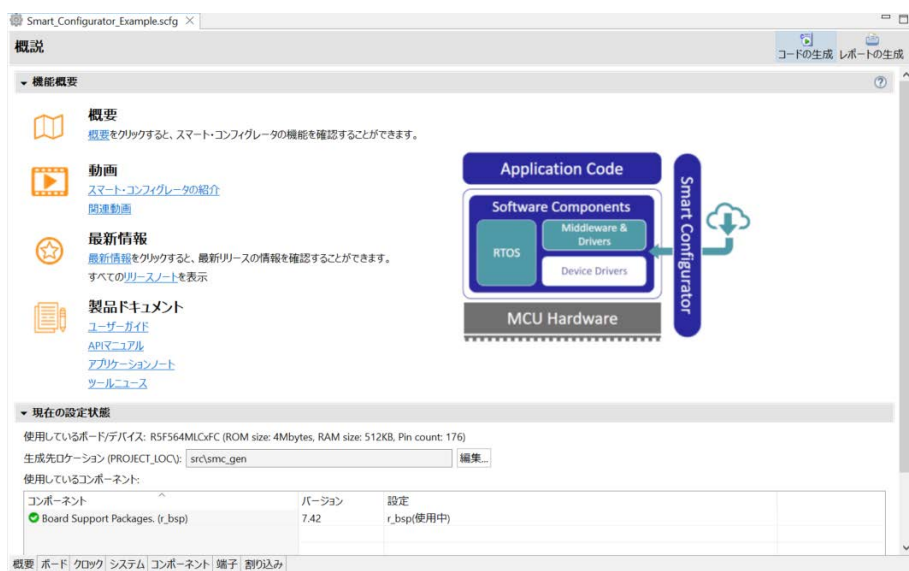 Smart_Configurator_Example.scfg
概説
コードの生成 レポートの生成
機能概要
概要
概要をクリックすると、スマート・コンフィグレータの機能を確認することができます。
動画
スマート・コンフィグレータの紹介
関連動画
最新情報
最新情報をクリックすると、最新リリースの情報を確認することができます。
すべてのリリースノートを表示
製品ドキュメント
ユーザーガイド
APIマニュアル
アプリケーションノート
ツールニュース
Application Code
Software Components
RTOS
Middleware &
Drivers
Device Drivers
MCU Hardware
Smart Configurator
現在の設定状態
使用しているボード/デバイス: R5F564MLCxFC (ROM size: 4Mbytes, RAM size: 512KB, Pin count: 176)
生成先ロケーション (PROJECT_LOC\): src\smc_gen 編集...
使用しているコンポーネント:
コンポーネント バージョン 設定
Board Support Packages. (r_bsp) 7.42 r_bsp(使用中)
概要 ボード クロック システム コンポーネント 端子 割り込み